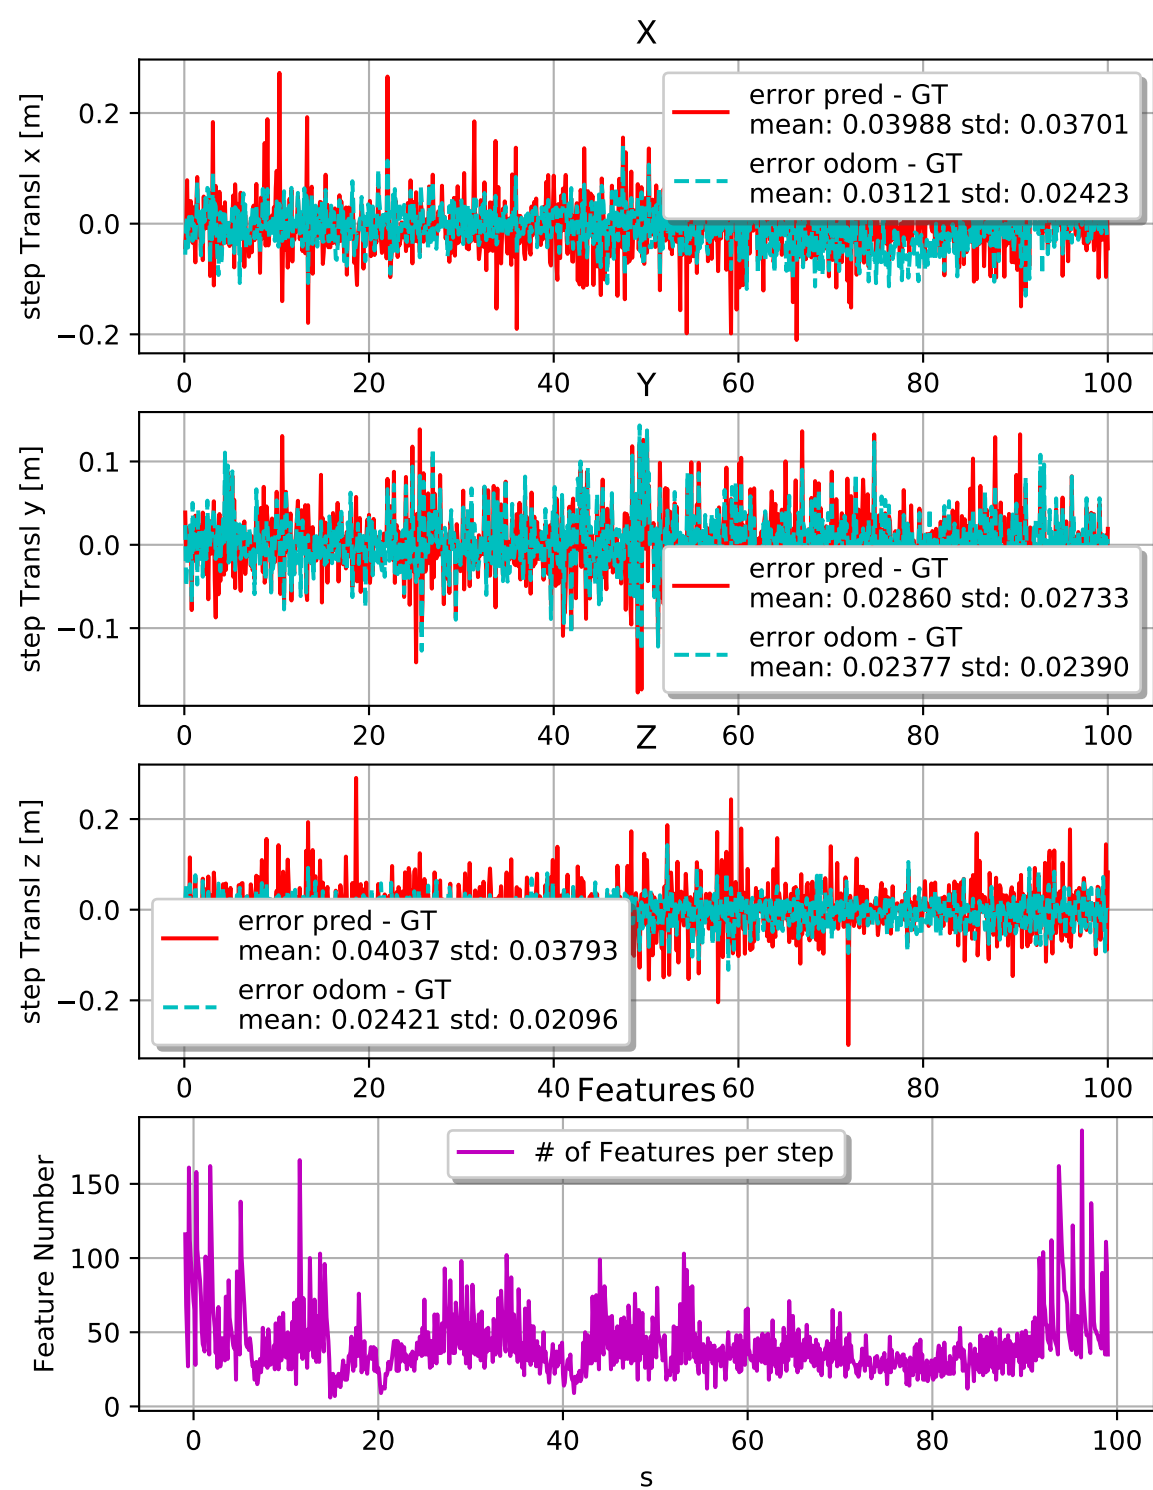 X
step Transl x [m]
0.2
0.0
−0.2
error pred - GT
mean: 0.03988 std: 0.03701
error odom - GT
mean: 0.03121 std: 0.02423
0 20 40 60 80 100
Y
step Transl y [m]
0.1
0.0
−0.1
error pred - GT
mean: 0.02860 std: 0.02733
error odom - GT
mean: 0.02377 std: 0.02390
0 20 40 60 80 100
Z
step Transl z [m]
0.2
0.0
−0.2
error pred - GT
mean: 0.04037 std: 0.03793
error odom - GT
mean: 0.02421 std: 0.02096
0 20 40 60 80 100
Features
Feature Number
150
100
50
0
# of Features per step
0 20 40 60 80 100
s